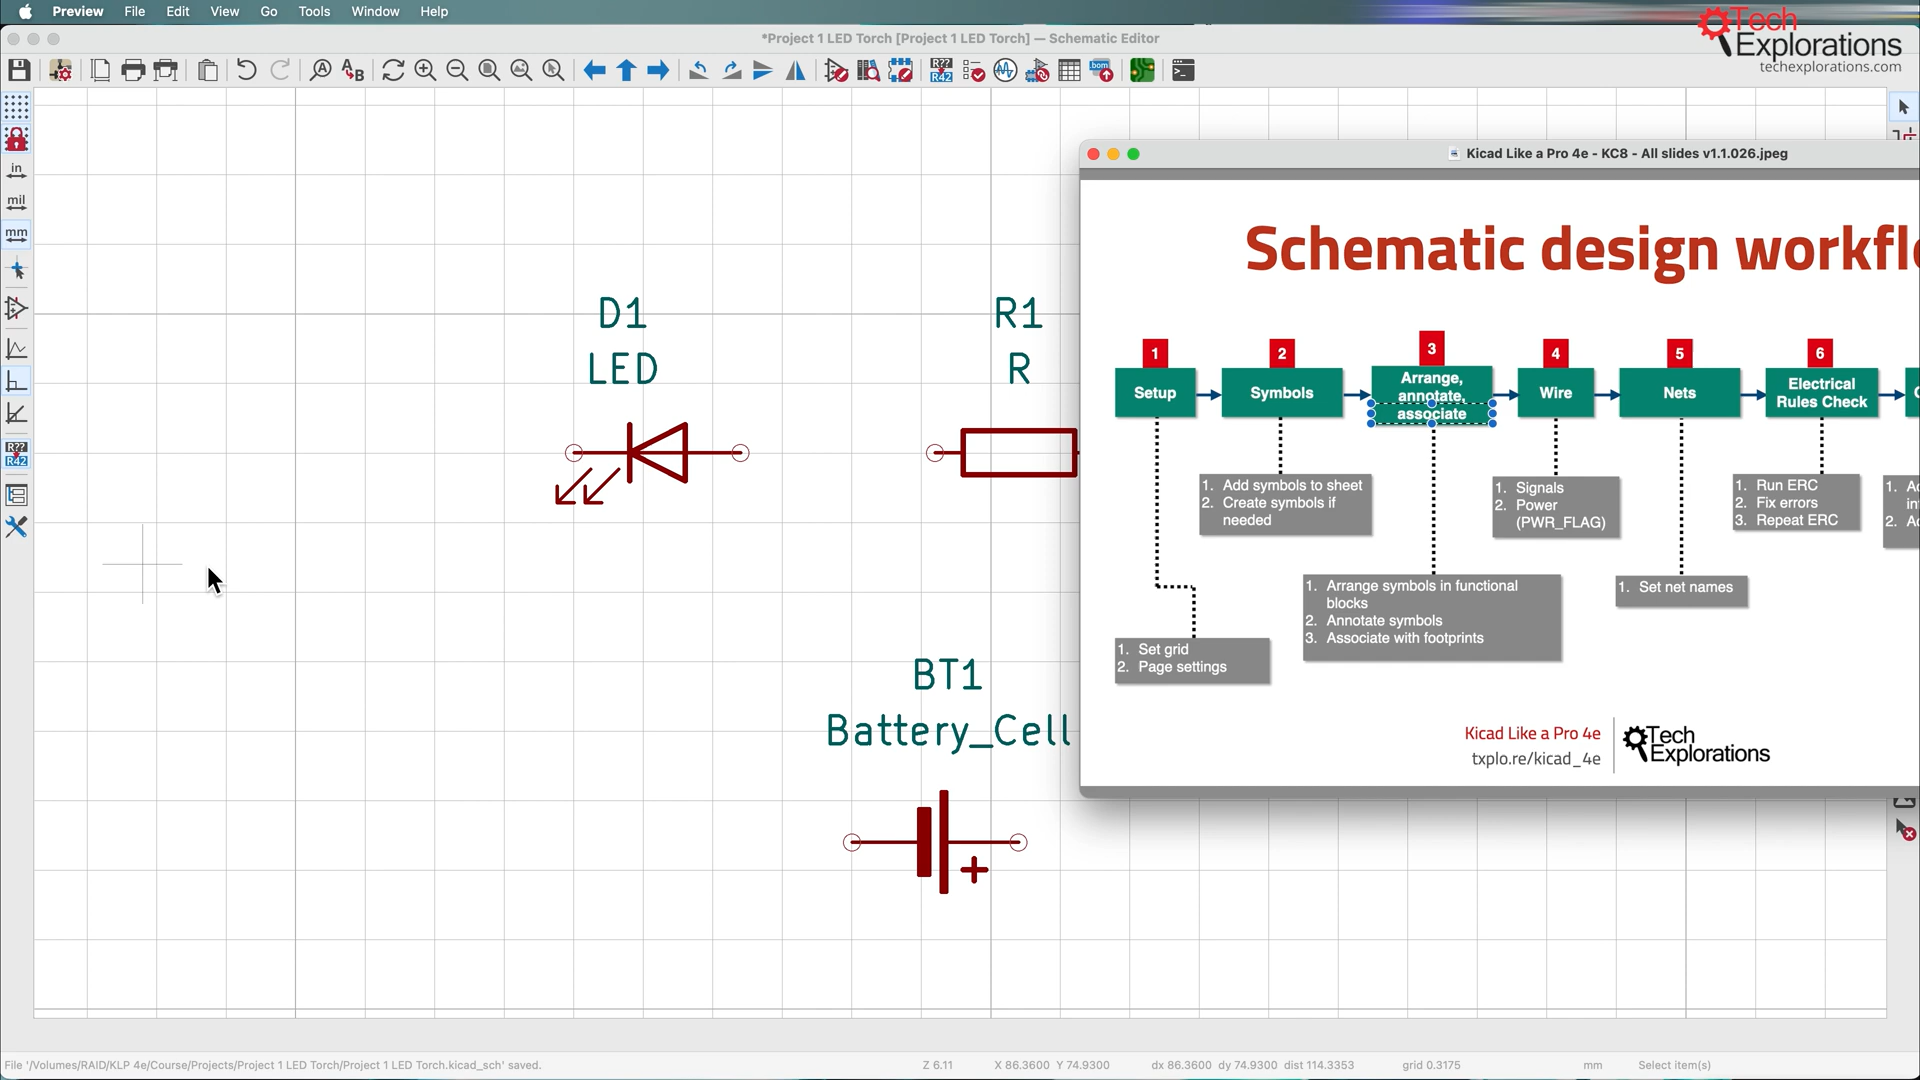 Preview File Edit View Go Tools Window Help
*Project 1 LED Torch [Project 1 LED Torch] — Schematic Editor
Tech
Explorations
techexplorations.com
R??
R42
bom
in
mil
mm
R??
R42
D1
LED
R1
R
BT1
Battery_Cell
+
Kicad Like a Pro 4e - KC8 - All slides v1.1.026.jpeg
Schematic design workfl
1
Setup
2
Symbols
3
Arrange,
annotate,
associate
4
Wire
5
Nets
6
Electrical
Rules Check
1. Add symbols to sheet
2. Create symbols if
needed
1. Signals
2. Power
(PWR_FLAG)
1. Run ERC
2. Fix errors
3. Repeat ERC
1.
2.
1. Arrange symbols in functional
blocks
2. Annotate symbols
3. Associate with footprints
1. Set net names
1. Set grid
2. Page settings
Kicad Like a Pro 4e
txplo.re/kicad_4e
Tech
Explorations
File '/Volumes/RAID/KLP 4e/Course/Projects/Project 1 LED Torch/Project 1 LED Torch.kicad_sch' saved.
Z 6.11 X 86.3600 Y 74.9300 dx 86.3600 dy 74.9300 dist 114.3353 grid 0.3175 mm Select item(s)